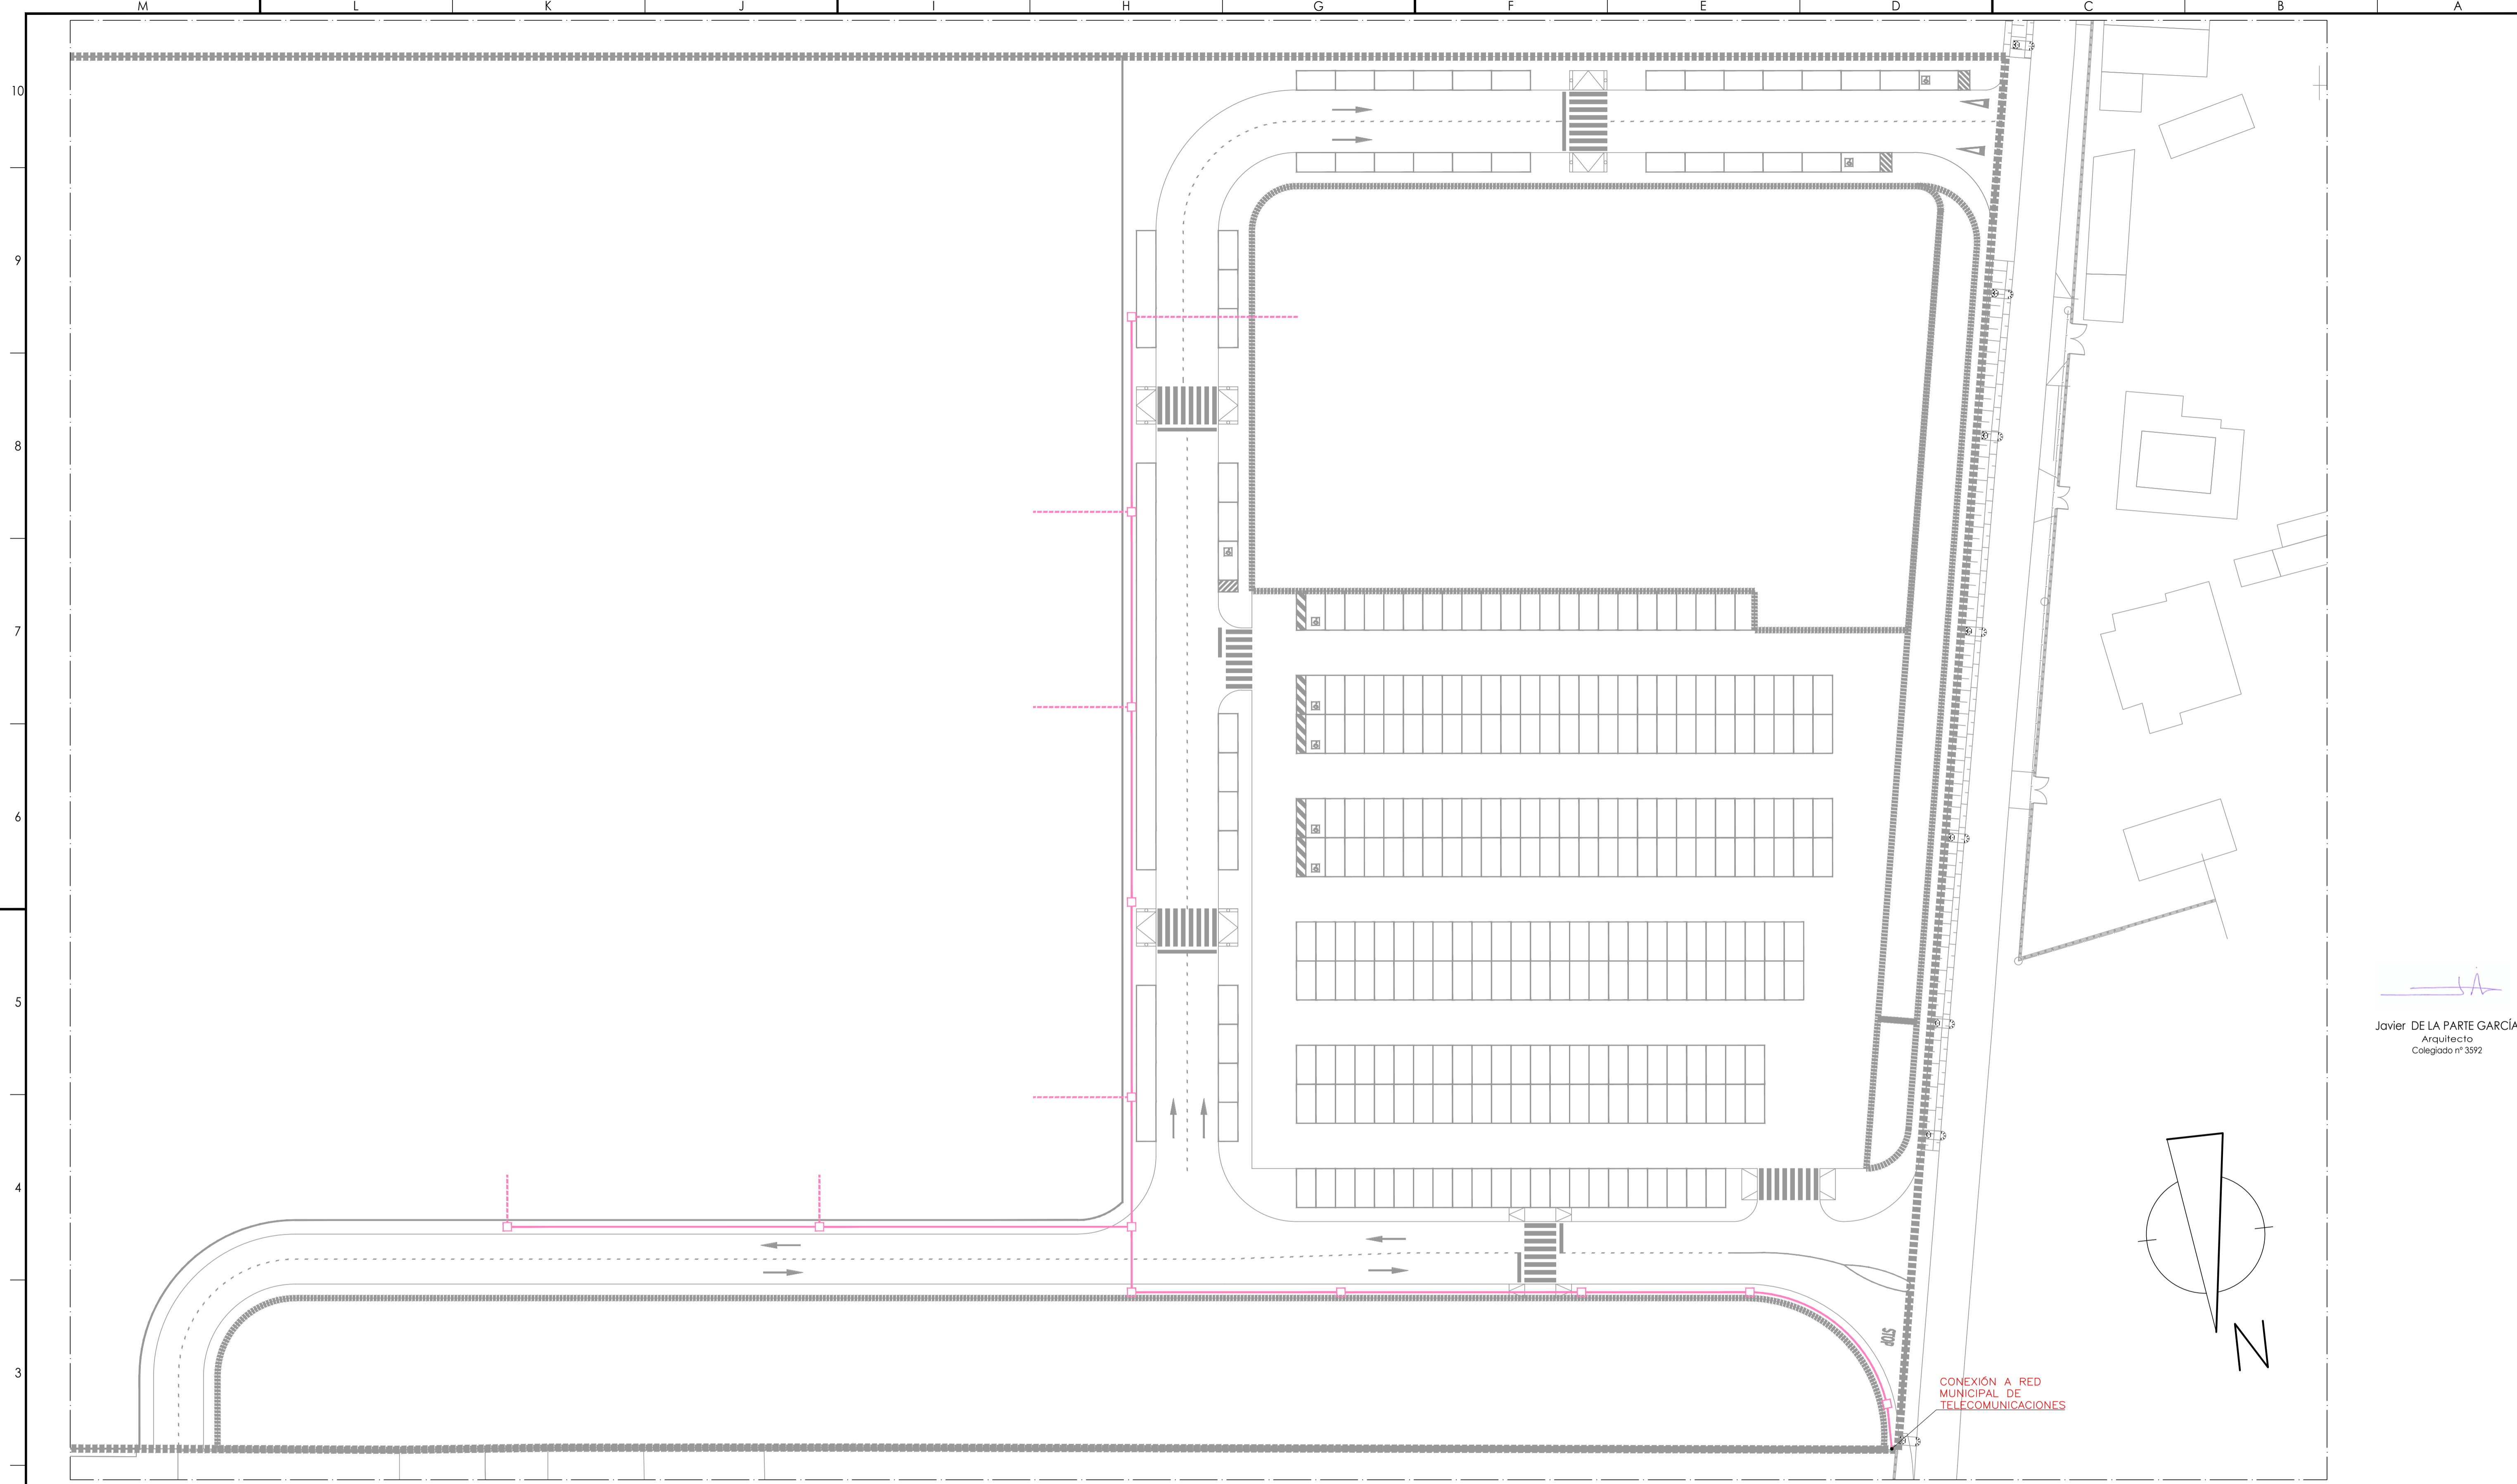 M L K J I H G F E D C B A
10
9
8
7
6
5
4
3
STOP
CONEXIÓN A RED
MUNICIPAL DE
TELECOMUNICACIONES
Javier DE LA PARTE GARCÍA
Arquitecto
Colegiado nº 3592
N